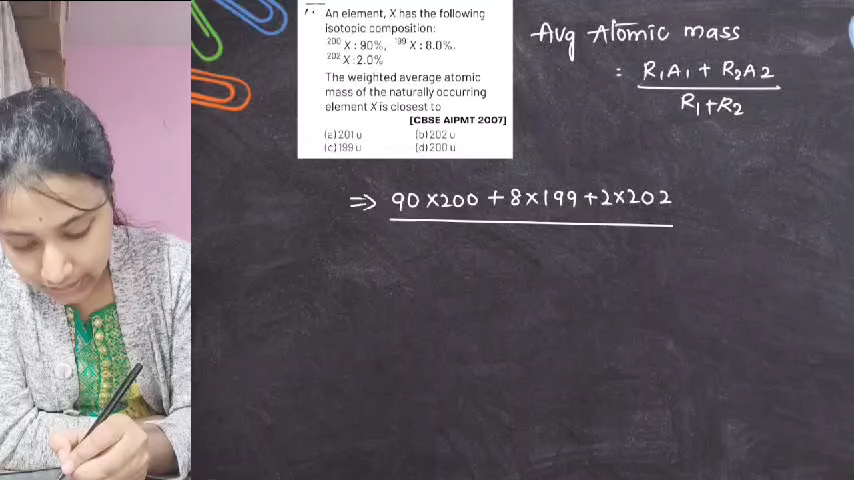 An element, X has the following
isotopic composition:
²⁰⁰X : 90%, ¹⁹⁹X : 8.0%,
²⁰²X : 2.0%
The weighted average atomic
mass of the naturally occurring
element X is closest to
[CBSE AIPMT 2007]
(a) 201 u (b) 202 u
(c) 199 u (d) 200 u
Avg Atomic mass
= R₁A₁ + R₂A₂
R₁+R₂
⇒ 90×200 + 8×199 + 2×202